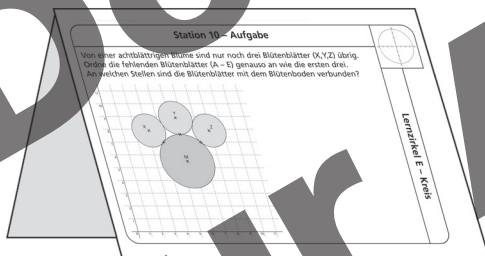 Station 10 – Aufgabe
Von einer achtblättrigen Blume sind nur noch drei Blütenblätter (X,Y,Z) übrig.
Ordne die fehlenden Blütenblätter (A – E) genauso an wie die ersten drei.
An welchen Stellen sind die Blütenblätter mit dem Blütenboden verbunden?
Y
X
Z
M
Lernzirkel E – Kreis